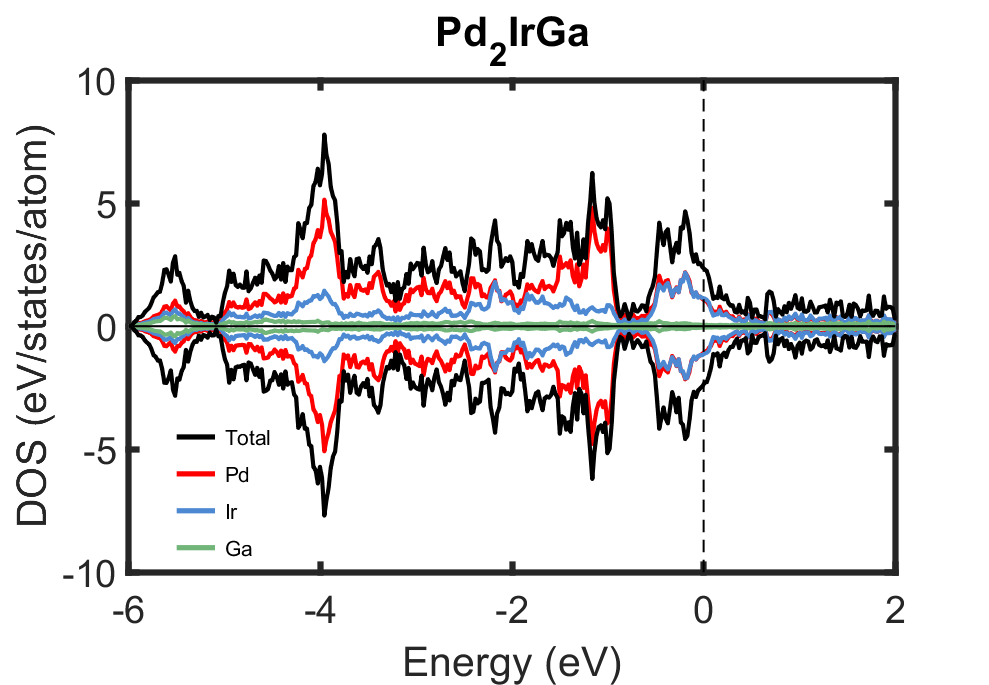 Pd₂IrGa
10
5
0
-5
-10
DOS (eV/states/atom)
Total
Pd
Ir
Ga
-6 -4 -2 0 2
Energy (eV)